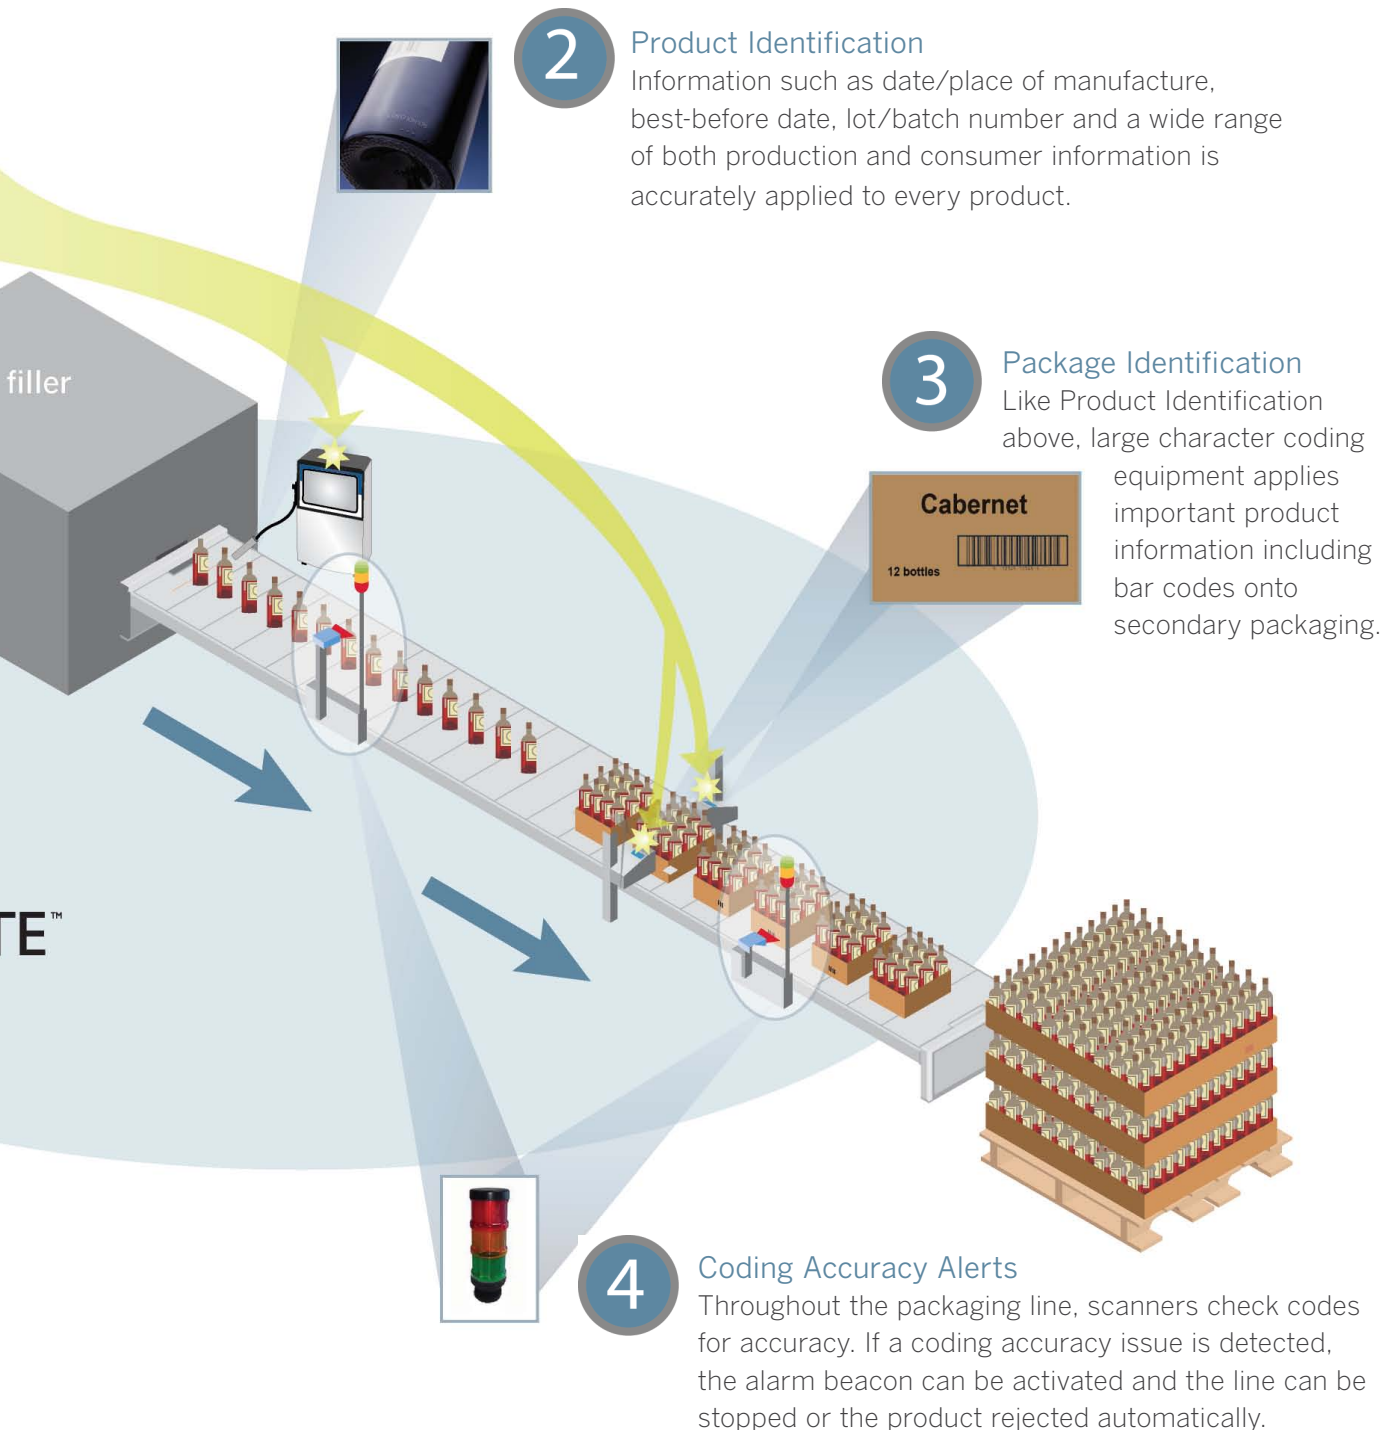 2
Product Identification
Information such as date/place of manufacture,
best-before date, lot/batch number and a wide range
of both production and consumer information is
accurately applied to every product.
filler
3
Package Identification
Like Product Identification
above, large character coding
equipment applies
important product
information including
bar codes onto
secondary packaging.
Cabernet
12 bottles
TE™
4
Coding Accuracy Alerts
Throughout the packaging line, scanners check codes
for accuracy. If a coding accuracy issue is detected,
the alarm beacon can be activated and the line can be
stopped or the product rejected automatically.